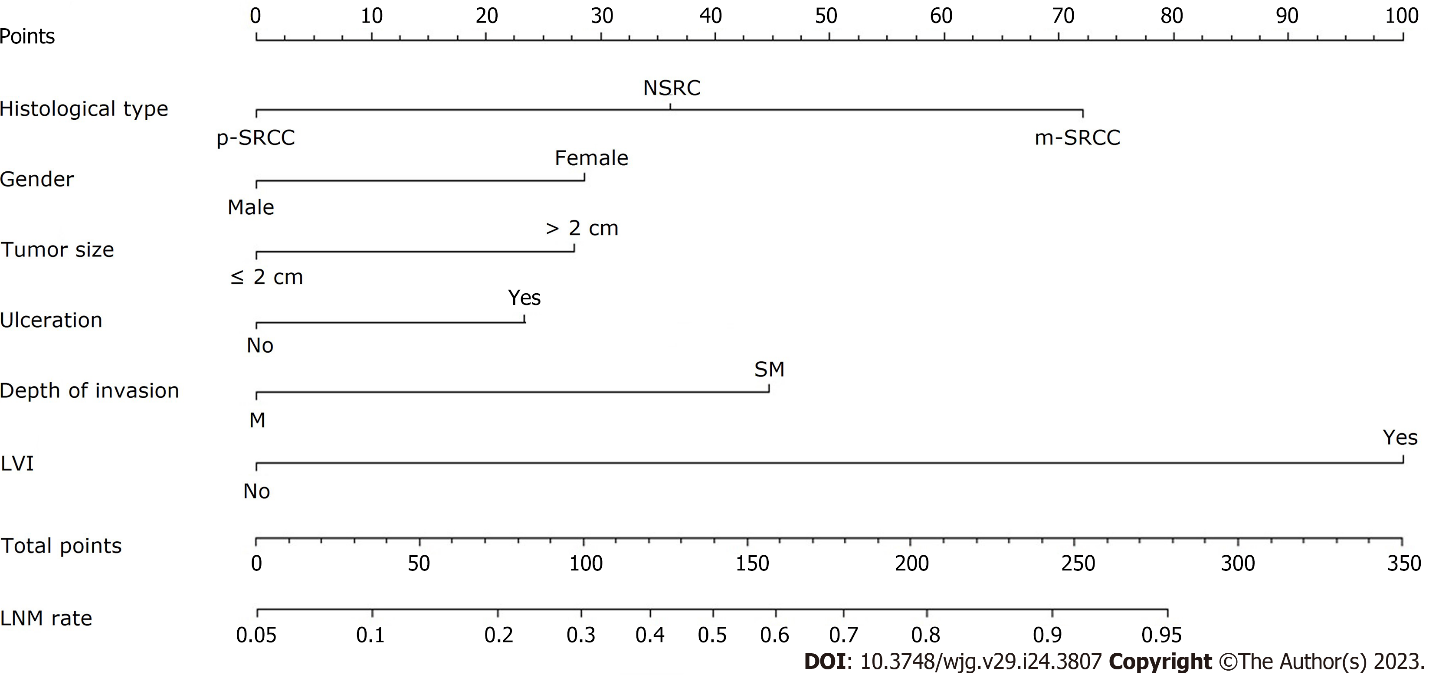 0 10 20 30 40 50 60 70 80 90 100
Points
NSRC
Histological type
p-SRCC m-SRCC
Female
Gender
Male
> 2 cm
Tumor size
≤ 2 cm
Yes
Ulceration
No
SM
Depth of invasion
M
Yes
LVI
No
Total points
0 50 100 150 200 250 300 350
LNM rate
0.05 0.1 0.2 0.3 0.4 0.5 0.6 0.7 0.8 0.9 0.95
DOI: 10.3748/wjg.v29.i24.3807 Copyright ©The Author(s) 2023.